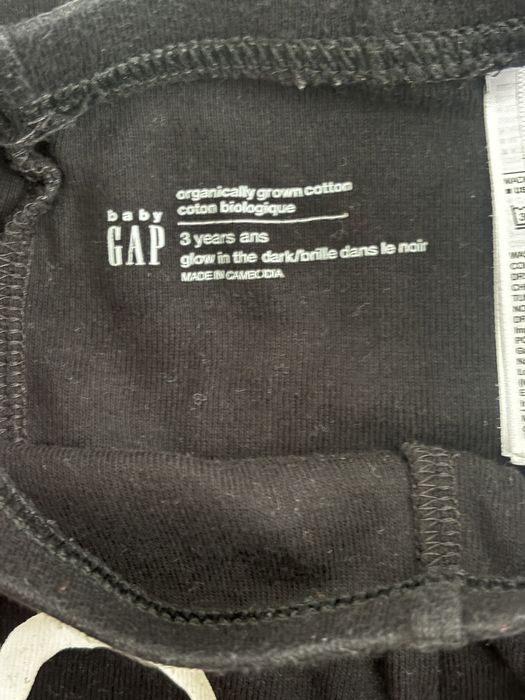 baby
GAP
organically grown cotton
coton biologique
3 years ans
glow in the dark/brille dans le noir
MADE IN CAMBODIA